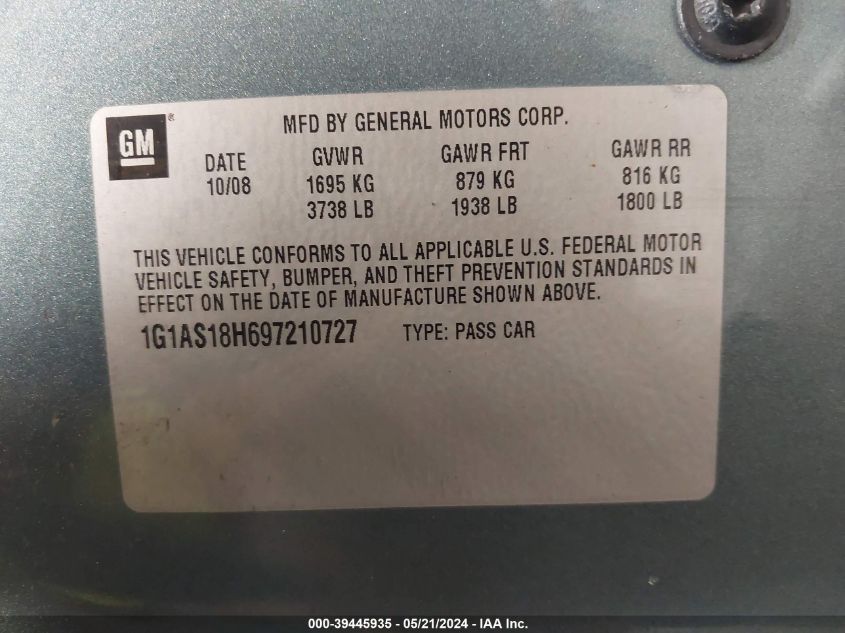 GM®
MFD BY GENERAL MOTORS CORP.
DATE GVWR GAWR FRT GAWR RR
10/08 1695 KG 879 KG 816 KG
3738 LB 1938 LB 1800 LB
THIS VEHICLE CONFORMS TO ALL APPLICABLE U.S. FEDERAL MOTOR
VEHICLE SAFETY, BUMPER, AND THEFT PREVENTION STANDARDS IN
EFFECT ON THE DATE OF MANUFACTURE SHOWN ABOVE.
1G1AS18H697210727 TYPE: PASS CAR
000-39445935 - 05/21/2024 - IAA Inc.